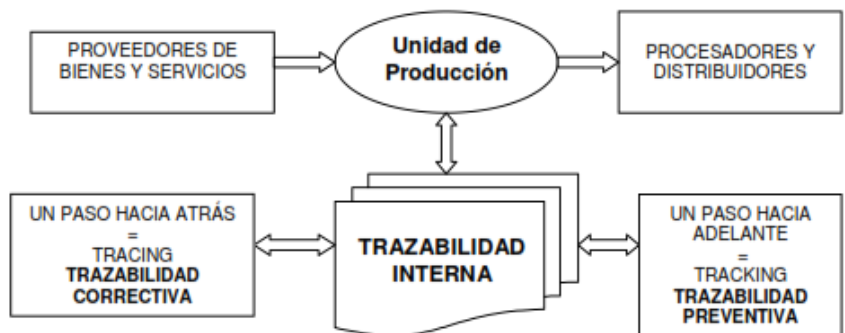 PROVEEDORES DE
BIENES Y SERVICIOS
Unidad de
Producción
PROCESADORES Y
DISTRIBUIDORES
UN PASO HACIA ATRÁS
=
TRACING
TRAZABILIDAD
CORRECTIVA
TRAZABILIDAD
INTERNA
UN PASO HACIA
ADELANTE
=
TRACKING
TRAZABILIDAD
PREVENTIVA